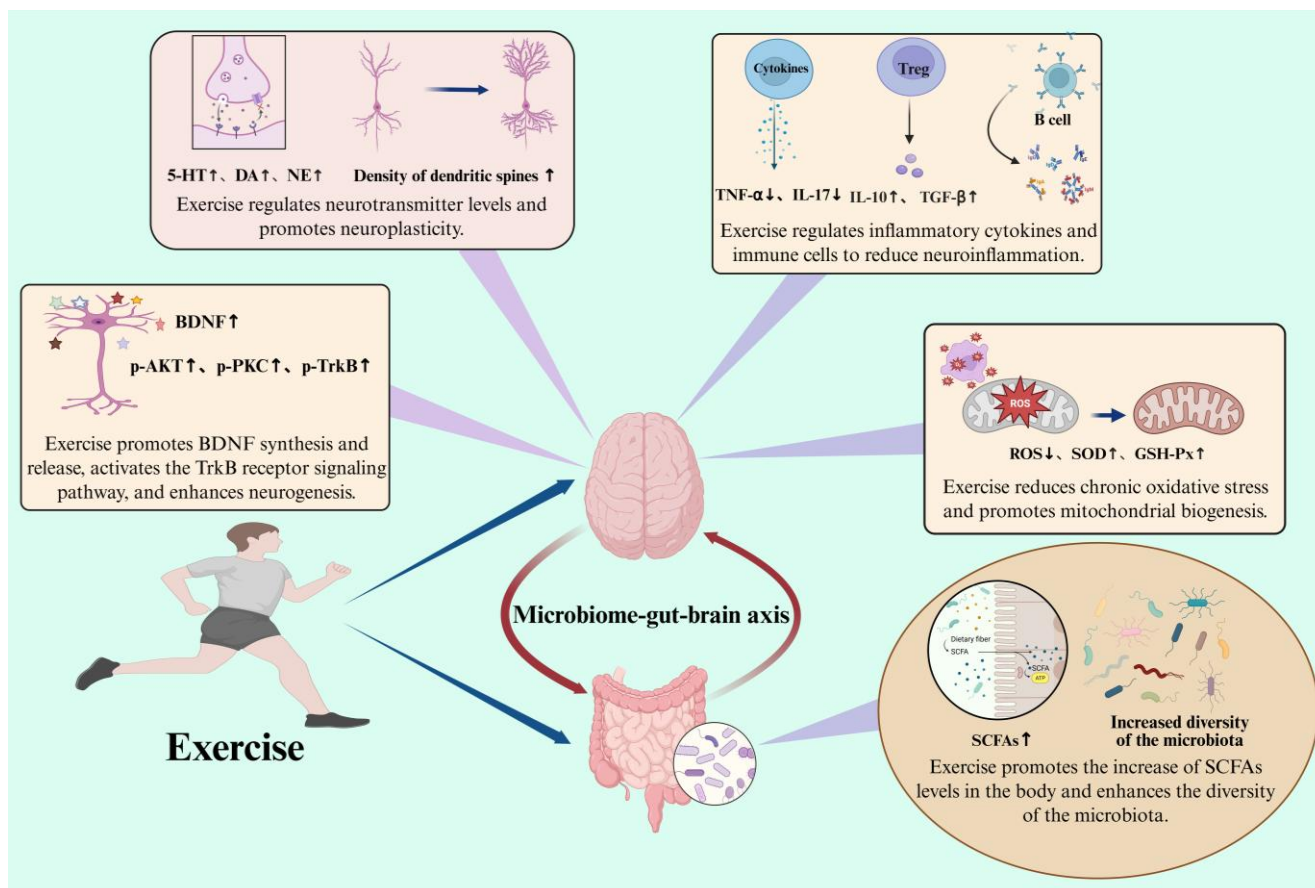 5-HT↑、DA↑、NE↑
Density of dendritic spines ↑
Exercise regulates neurotransmitter levels and
promotes neuroplasticity.
Cytokines
Treg
B cell
TNF-α↓、IL-17↓ IL-10↑、 TGF-β↑
Exercise regulates inflammatory cytokines and
immune cells to reduce neuroinflammation.
BDNF↑
p-AKT↑、p-PKC↑、p-TrkB↑
Exercise promotes BDNF synthesis and
release, activates the TrkB receptor signaling
pathway, and enhances neurogenesis.
ROS
ROS↓、SOD↑、GSH-Px↑
Exercise reduces chronic oxidative stress
and promotes mitochondrial biogenesis.
Microbiome-gut-brain axis
Exercise
Dietary fiber
SCFA
SCFA
ATP
SCFAs↑
Increased diversity
of the microbiota
Exercise promotes the increase of SCFAs
levels in the body and enhances the diversity
of the microbiota.